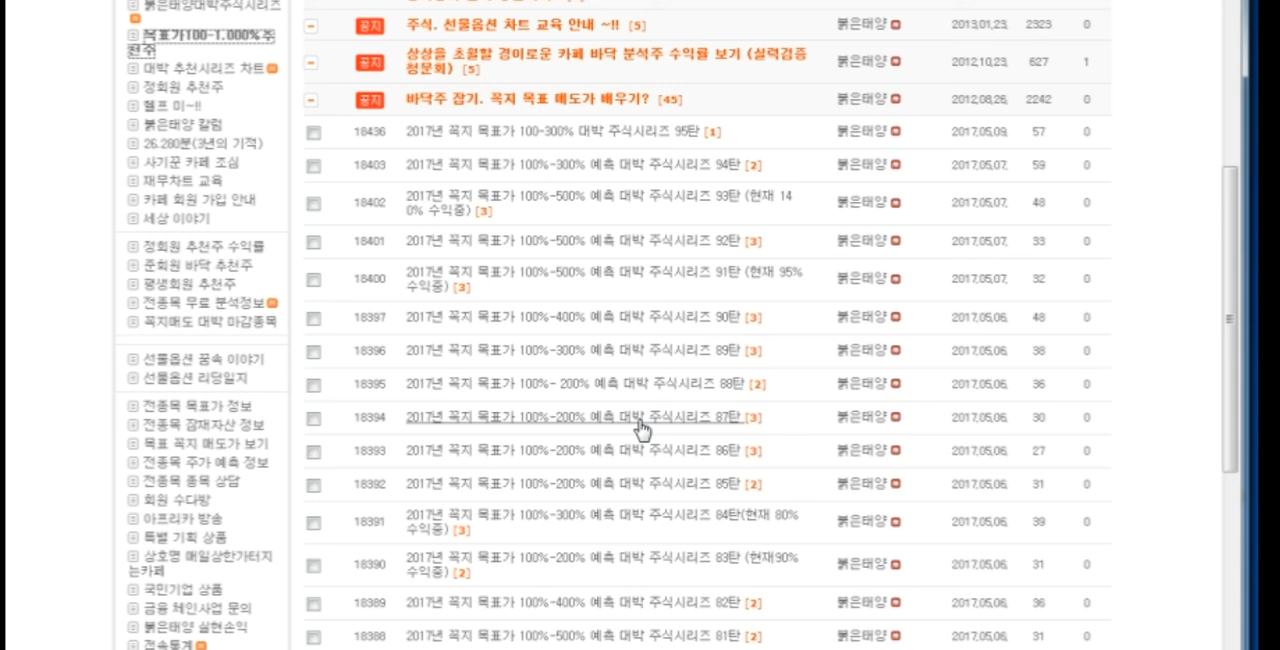 붉은태양대박주식시리즈
목표가100-1,000%추
천주
대박 추천시리즈 차트
정회원 추천주
헬프 미~!!
붉은태양 칼럼
26.280분(3년의 기적)
사기꾼 카페 조심
재무차트 교육
카페 회원 가입 안내
세상 이야기
정회원 추천주 수익률
준회원 바닥 추천주
평생회원 추천주
전종목 무료 분석정보
꼭지매도 대박 마감종목
선물옵션 꿈속 이야기
선물옵션 리딩일지
전종목 목표가 정보
전종목 잠재자산 정보
목표 꼭지 매도가 보기
전종목 주가 예측 정보
전종목 종목 상담
회원 수다방
아프리카 방송
특별 기획 상품
상호명 매일상한가터지
는카페
국민기업 상품
금융 체인사업 문의
붉은태양 실현손익
접속통계
공지 주식. 선물옵션 차트 교육 안내 ~!! [5] 붉은태양 2013.01.23. 2323 0
공지 상상을 초월할 경이로운 카페 바닥 분석주 수익률 보기 (실력검증 붉은태양 2012.10.23. 627 1
청문회) [5]
공지 바닥주 잡기. 꼭지 목표 매도가 배우기? [45] 붉은태양 2012.08.26. 2242 0
18436 2017년 꼭지 목표가 100-300% 대박 주식시리즈 95탄 [1] 붉은태양 2017.05.09. 57 0
18403 2017년 꼭지 목표가 100%-300% 예측 대박 주식시리즈 94탄 [2] 붉은태양 2017.05.07. 59 0
18402 2017년 꼭지 목표가 100%-500% 예측 대박 주식시리즈 93탄 (현재 14 붉은태양 2017.05.07. 48 0
0% 수익중) [3]
18401 2017년 꼭지 목표가 100%-500% 예측 대박 주식시리즈 92탄 [3] 붉은태양 2017.05.07. 33 0
18400 2017년 꼭지 목표가 100%-500% 예측 대박 주식시리즈 91탄 (현재 95% 붉은태양 2017.05.07. 32 0
수익중) [3]
18397 2017년 꼭지 목표가 100%-400% 예측 대박 주식시리즈 90탄 [3] 붉은태양 2017.05.06. 48 0
18396 2017년 꼭지 목표가 100%-300% 예측 대박 주식시리즈 89탄 [3] 붉은태양 2017.05.06. 38 0
18395 2017년 꼭지 목표가 100%- 200% 예측 대박 주식시리즈 88탄 [2] 붉은태양 2017.05.06. 36 0
18394 2017년 꼭지 목표가 100%-200% 예측 대박 주식시리즈 87탄 [3] 붉은태양 2017.05.06. 30 0
18393 2017년 꼭지 목표가 100%-200% 예측 대박 주식시리즈 86탄 [3] 붉은태양 2017.05.06. 27 0
18392 2017년 꼭지 목표가 100%-200% 예측 대박 주식시리즈 85탄 [2] 붉은태양 2017.05.06. 31 0
18391 2017년 꼭지 목표가 100%-300% 예측 대박 주식시리즈 84탄(현재 80% 붉은태양 2017.05.06. 39 0
수익중) [3]
18390 2017년 꼭지 목표가 100%-200% 예측 대박 주식시리즈 83탄 (현재90% 붉은태양 2017.05.06. 31 0
수익중) [2]
18389 2017년 꼭지 목표가 100%-400% 예측 대박 주식시리즈 82탄 [2] 붉은태양 2017.05.06. 36 0
18388 2017년 꼭지 목표가 100%-500% 예측 대박 주식시리즈 81탄 [2] 붉은태양 2017.05.06. 31 0